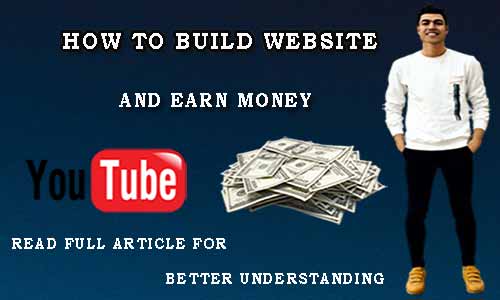 HOW TO BUILD WEBSITE
AND EARN MONEY
YouTube
READ FULL ARTICLE FOR
BETTER UNDERSTANDING